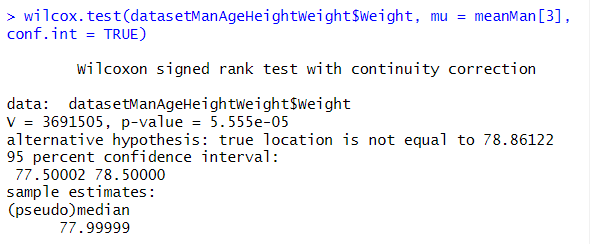 > wilcox.test(datasetManAgeHeightWeight$Weight, mu = meanMan[3],
conf.int = TRUE)
Wilcoxon signed rank test with continuity correction
data:  datasetManAgeHeightWeight$Weight
V = 3691505, p-value = 5.555e-05
alternative hypothesis: true location is not equal to 78.86122
95 percent confidence interval:
77.50002 78.50000
sample estimates:
(pseudo)median
77.99999